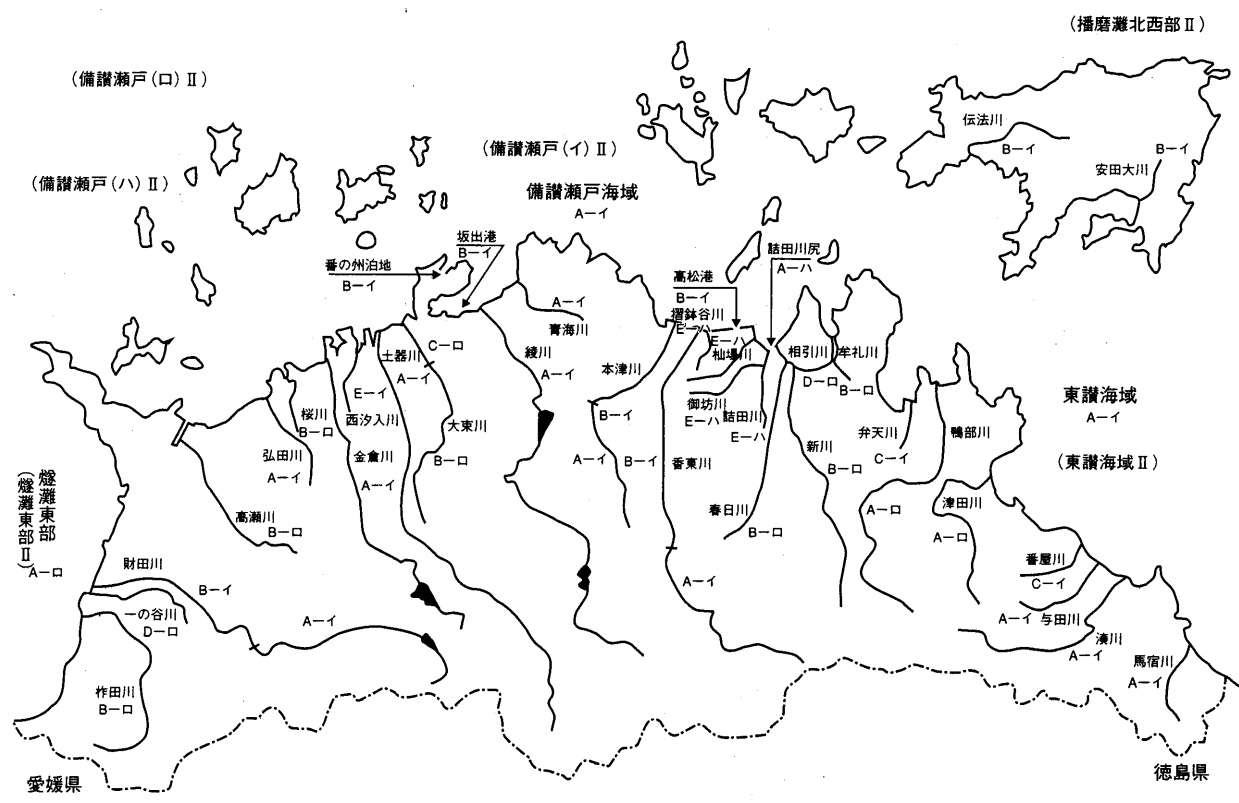 (播磨灘北西部Ⅱ)
(備讃瀬戸(ロ)Ⅱ)
伝法川
B－イ
(備讃瀬戸(イ)Ⅱ)
B－イ
安田大川
(備讃瀬戸(ハ)Ⅱ)
備讃瀬戸海域
A－イ
坂出港
B－イ
詰田川尻
A－ハ
番の州泊地
B－イ
高松港
B－イ
摺鉢谷川
E－ハ
A－イ
青海川
E－ハ
杣場川
C－ロ
土器川
A－イ
綾川
A－イ
本津川
相引川
D－ロ
牟礼川
B－ロ
E－イ
西汐入川
桜川
B－ロ
御坊川
E－ハ
詰田川
E－ハ
東讃海域
A－イ
B－イ
大束川
B－ロ
弁天川
C－イ
鴨部川
弘田川
A－イ
金倉川
A－イ
A－イ
B－イ
香東川
新川
B－ロ
(東讃海域Ⅱ)
燧灘東部
(燧灘東部Ⅱ)
A－ロ
高瀬川
B－ロ
春日川
B－ロ
A－ロ
津田川
A－ロ
財田川
B－イ
番屋川
C－イ
A－イ
一の谷川
D－ロ
A－イ
A－イ
与田川
湊川
A－イ
馬宿川
A－イ
柞田川
B－ロ
愛媛県
徳島県